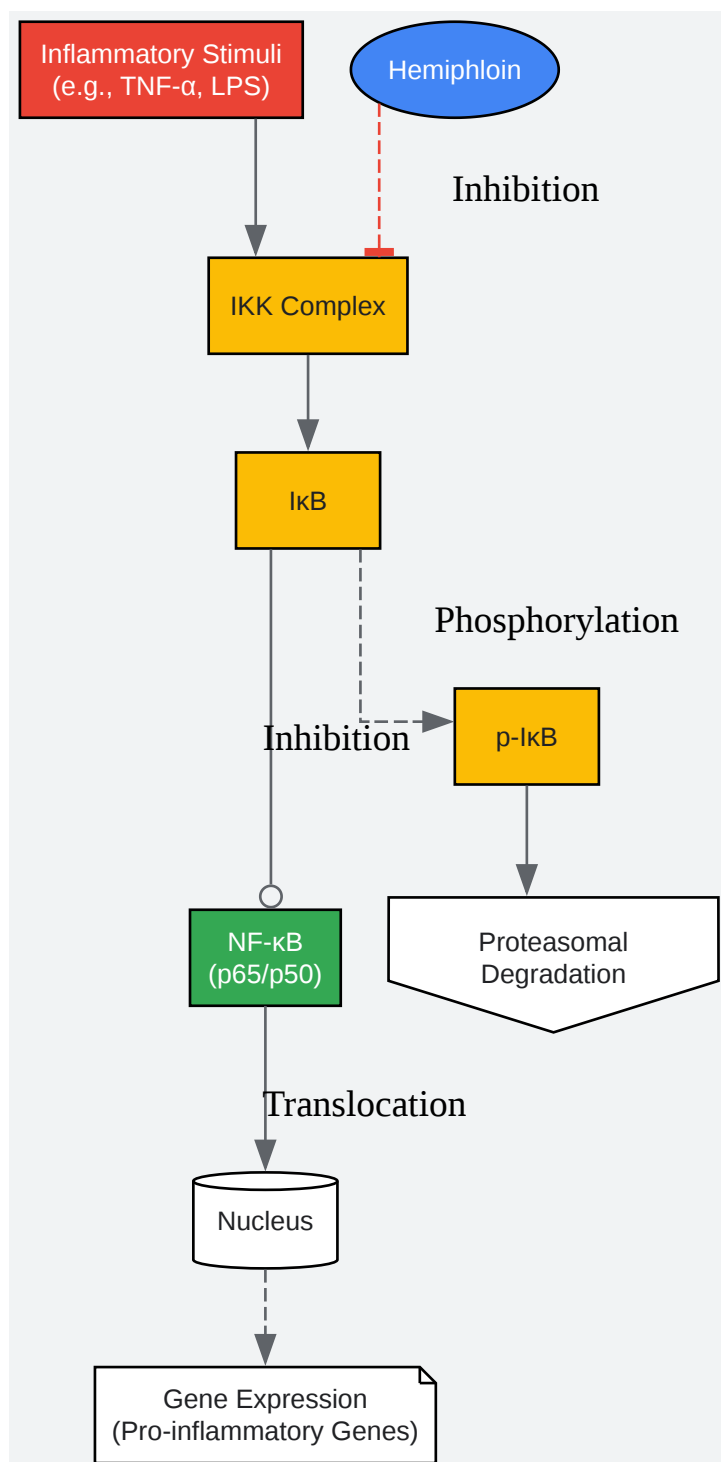 Inflammatory Stimuli
(e.g., TNF-α, LPS)
Hemiphloin
Inhibition
IKK Complex
IκB
Phosphorylation
Inhibition
p-IκB
NF-κB
(p65/p50)
Proteasomal
Degradation
Translocation
Nucleus
Gene Expression
(Pro-inflammatory Genes)